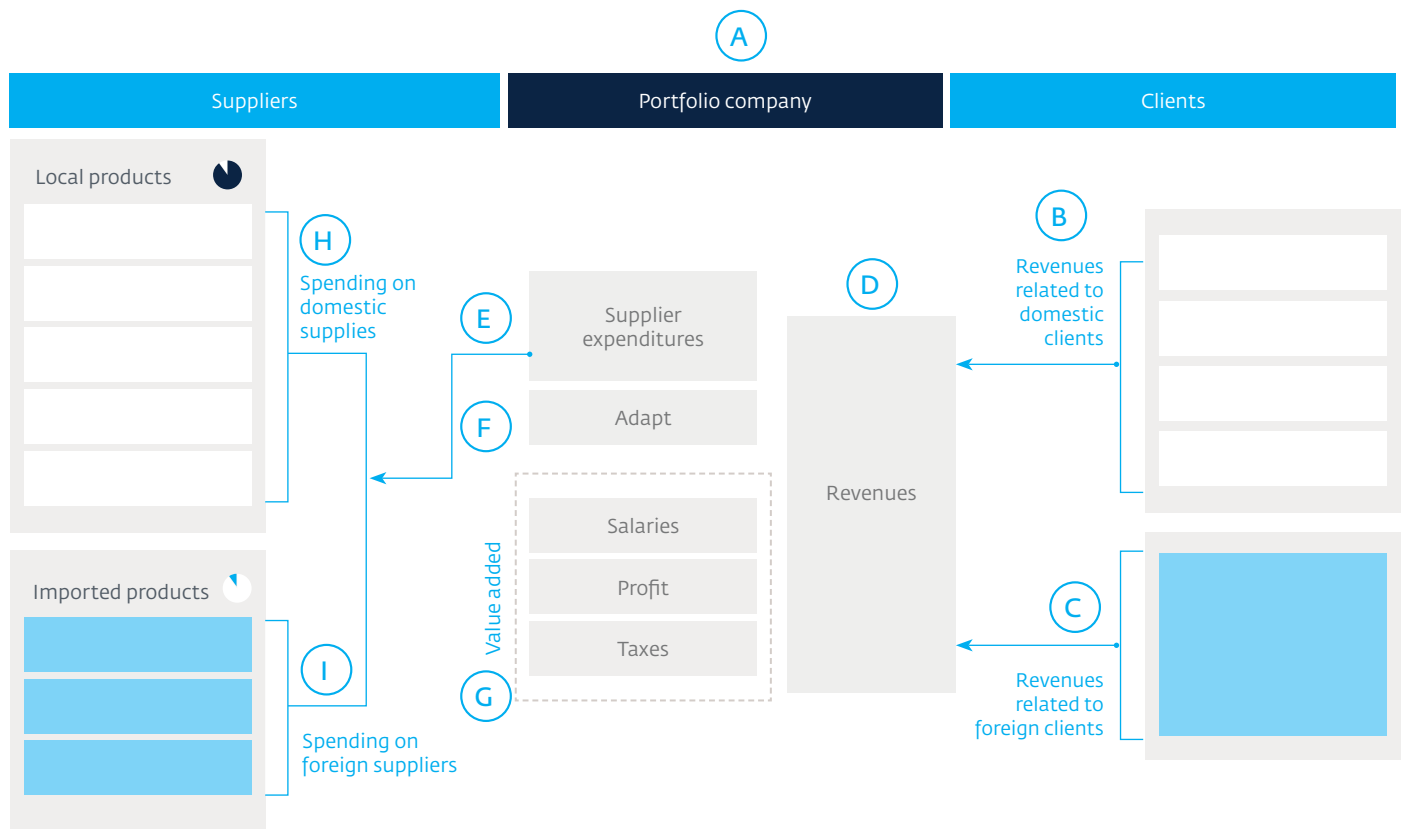 A
Suppliers
Portfolio company
Clients
Local products
H
Spending on
domestic
supplies
Imported products
I
Spending on
foreign suppliers
E
F
Supplier
expenditures
Adapt
Value added
G
Salaries
Profit
Taxes
D
Revenues
B
Revenues
related to
domestic
clients
C
Revenues
related to
foreign clients